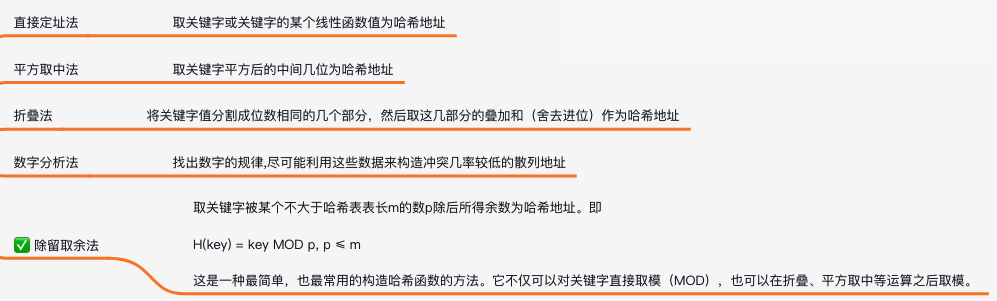 直接定址法 取关键字或关键字的某个线性函数值为哈希地址
平方取中法 取关键字平方后的中间几位为哈希地址
折叠法 将关键字值分割成位数相同的几个部分，然后取这几部分的叠加和（舍去进位）作为哈希地址
数字分析法 找出数字的规律,尽可能利用这些数据来构造冲突几率较低的散列地址
取关键字被某个不大于哈希表表长m的数p除后所得余数为哈希地址。即
✅ 除留取余法 H(key) = key MOD p, p ⩽ m
这是一种最简单，也最常用的构造哈希函数的方法。它不仅可以对关键字直接取模（MOD），也可以在折叠、平方取中等运算之后取模。